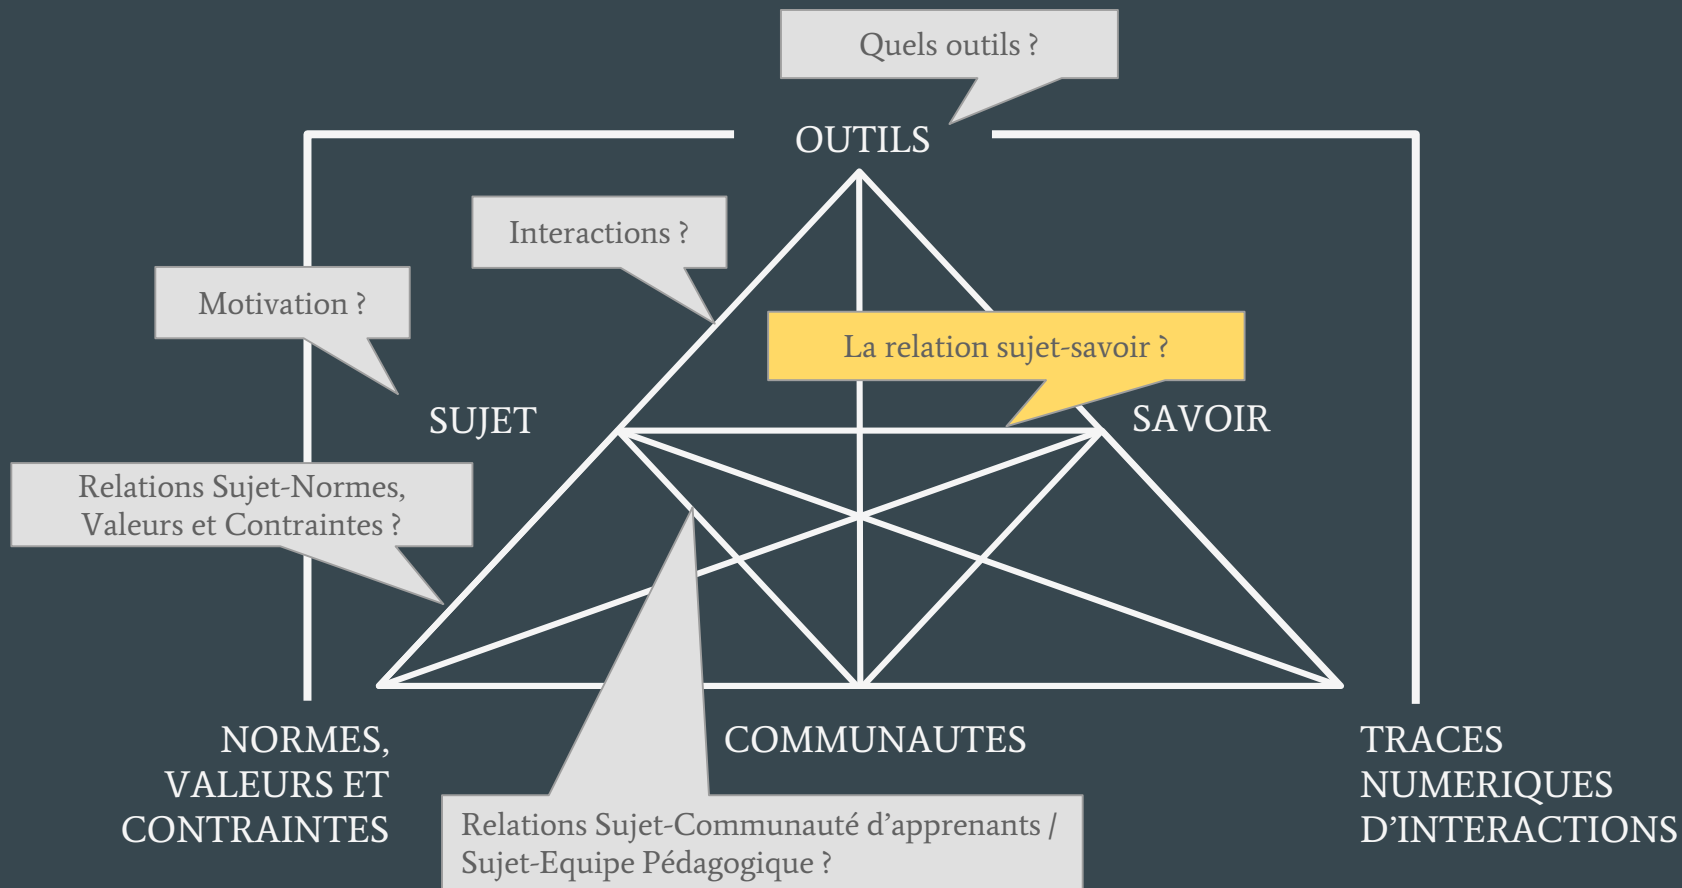 Quels outils ?
OUTILS
Interactions ?
Motivation ?
La relation sujet-savoir ?
SUJET
SAVOIR
Relations Sujet-Normes,
Valeurs et Contraintes ?
NORMES,
VALEURS ET
CONTRAINTES
COMMUNAUTES
TRACES
NUMERIQUES
D'INTERACTIONS
Relations Sujet-Communauté d'apprenants /
Sujet-Equipe Pédagogique ?